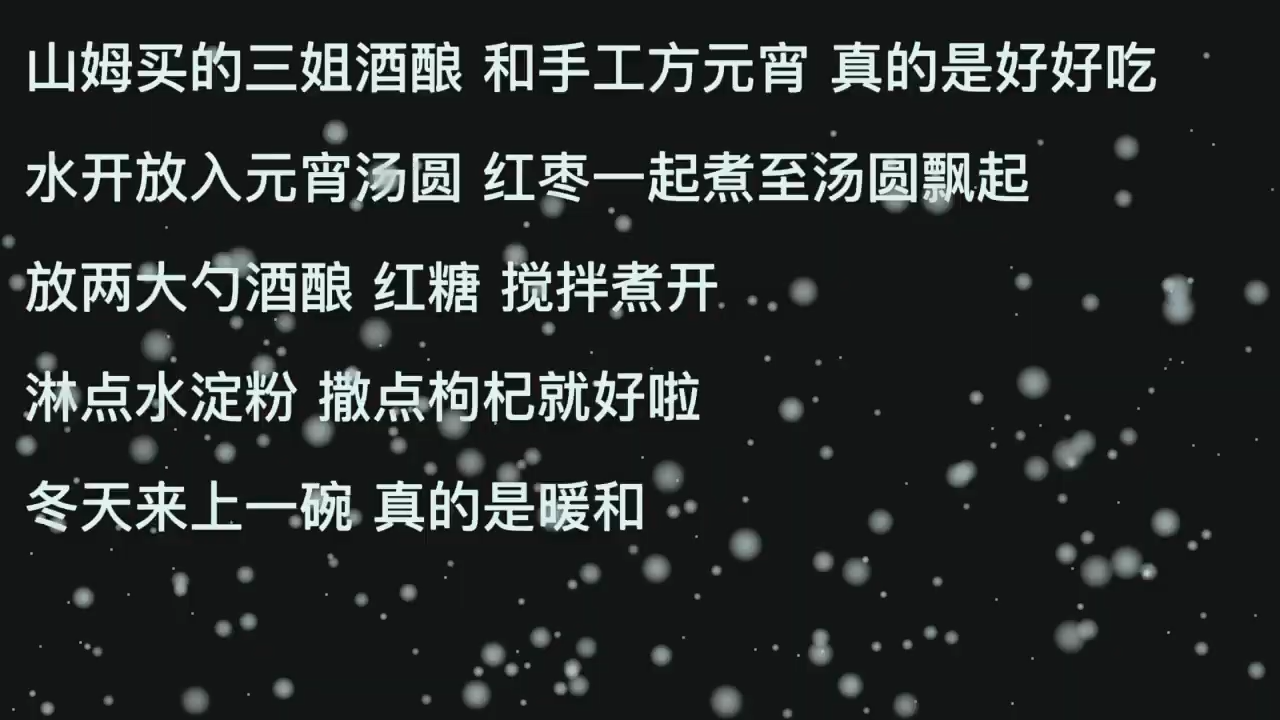 山姆买的三姐酒酿 和手工方元宵 真的是好好吃
水开放入元宵汤圆 红枣一起煮至汤圆飘起
放两大勺酒酿 红糖 搅拌煮开
淋点水淀粉 撒点枸杞就好啦
冬天来上一碗 真的是暖和